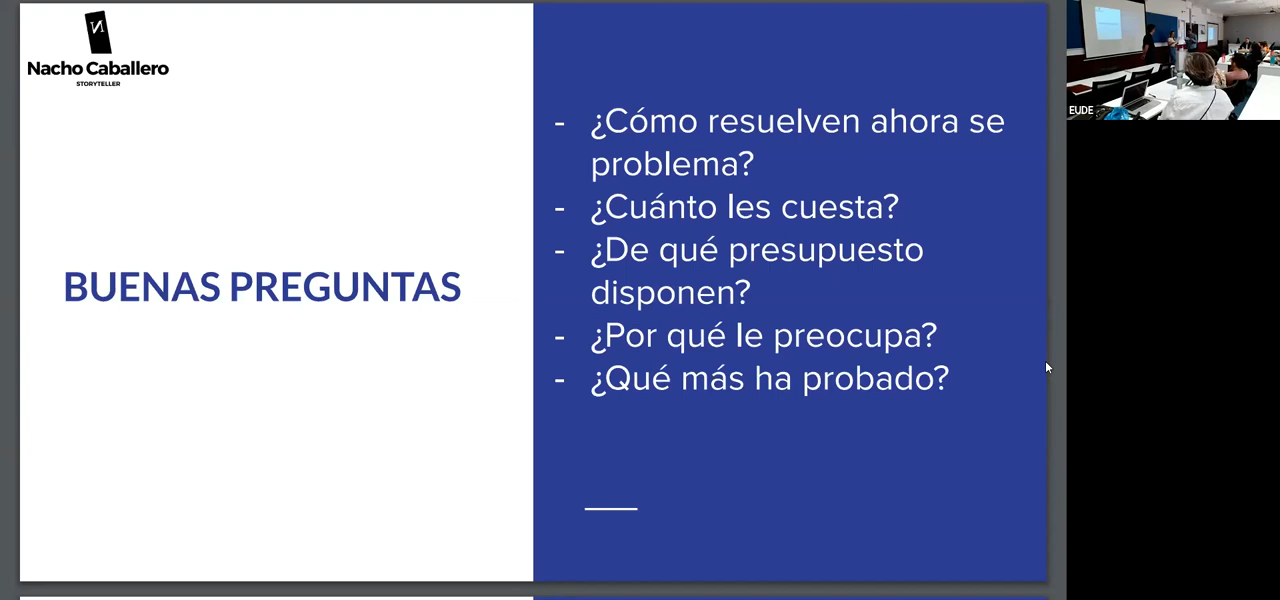 Nacho Caballero
STORYTELLER
BUENAS PREGUNTAS
- ¿Cómo resuelven ahora se
problema?
- ¿Cuánto les cuesta?
- ¿De qué presupuesto
disponen?
- ¿Por qué le preocupa?
- ¿Qué más ha probado?
EUDE